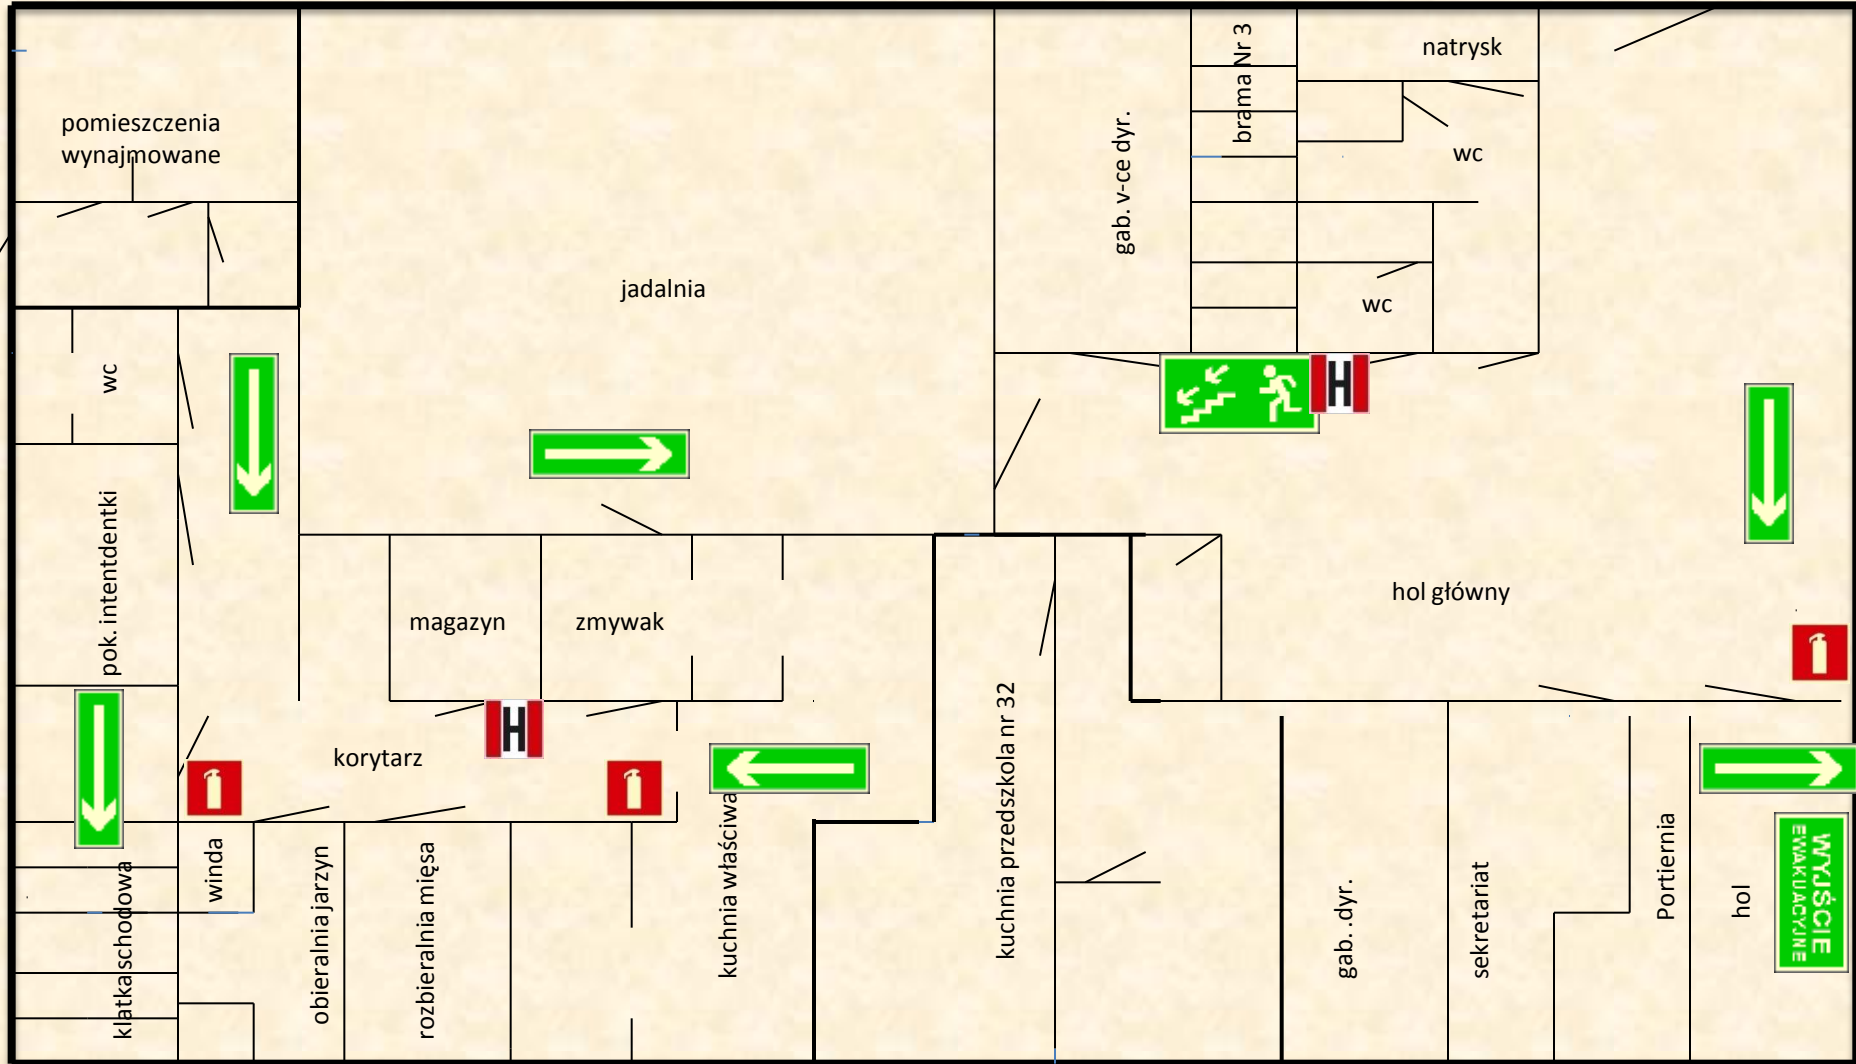 pomieszczenia
wynajmowane
jadalnia
gab. v-ce dyr.
brama Nr 3
natrysk
wc
wc
H
wc
pok. intendentki
magazyn
zmywak
H
korytarz
hol główny
kuchnia przedszkola nr 32
klatka schodowa
winda
obieralnia jarzyn
rozbieralnia mięsa
kuchnia właściwa
gab. .dyr.
sekretariat
Portiernia
hol
WYJŚCIE
EWAKUACYJNE